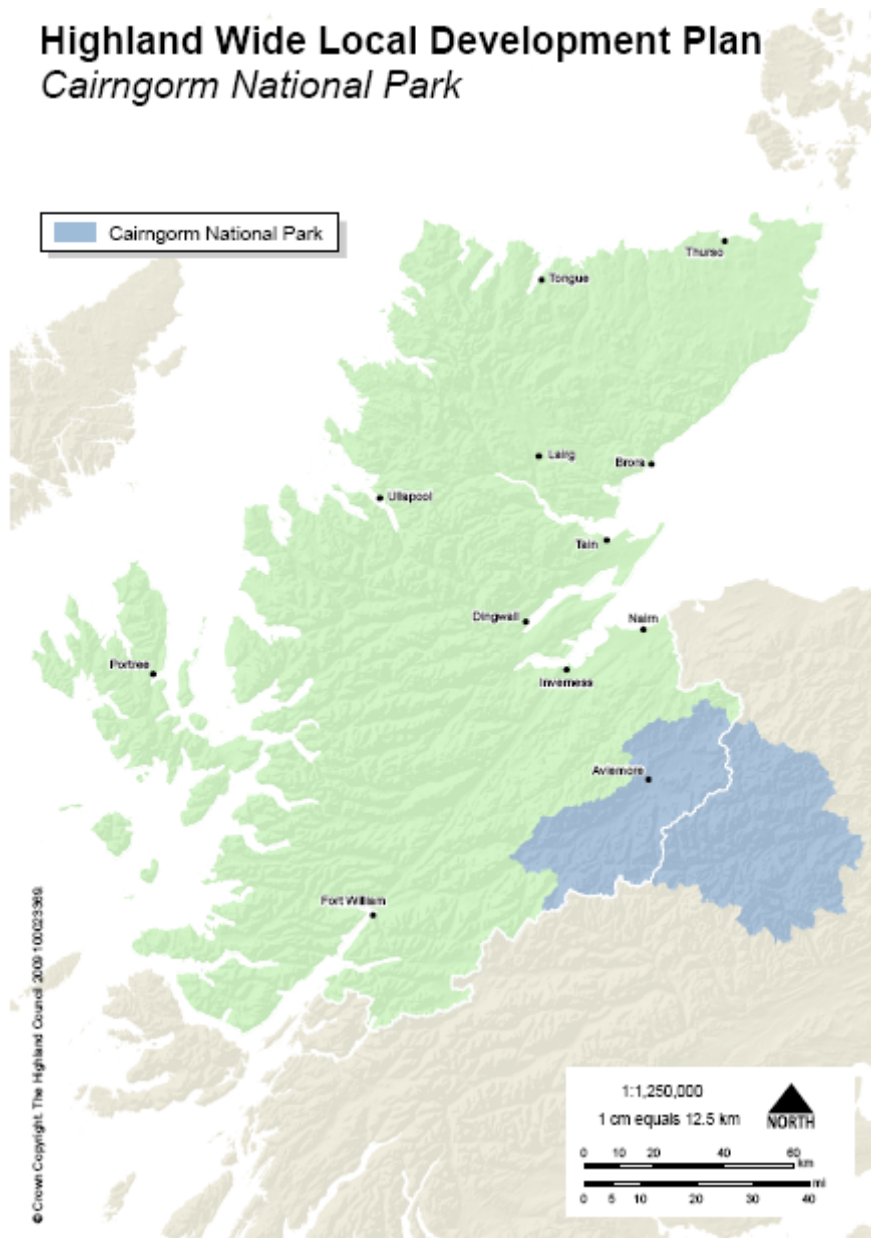 Highland Wide Local Development Plan
Cairngorm National Park
Cairngorm National Park
Thurso
Tongue
Lairg
Brora
Ullapool
Tain
Dingwall
Nairn
Portree
Inverness
Aviemore
Fort William
© Crown Copyright. The Highland Council 2009 100023369.
1:1,250,000
1 cm equals 12.5 km
NORTH
0 10 20 40 60
km
mi
0 5 10 20 30 40